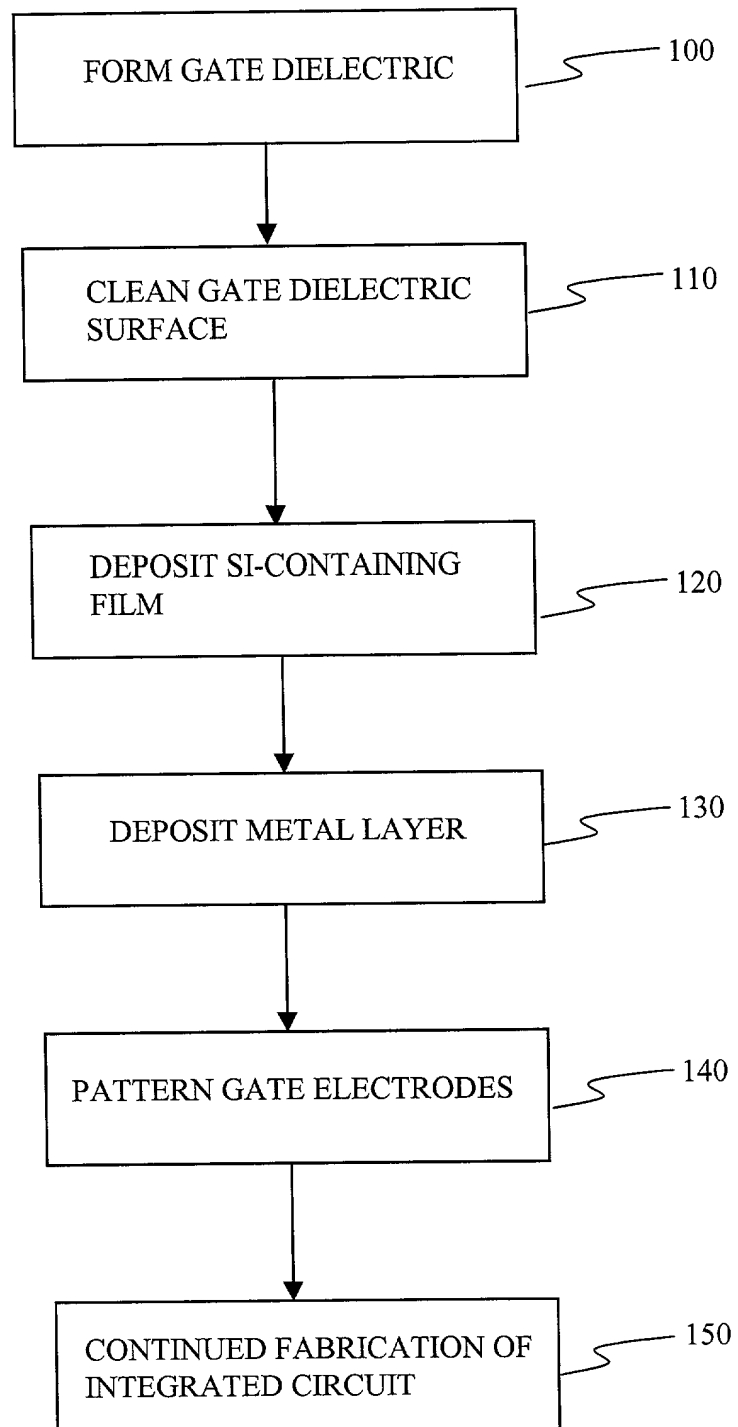 FORM GATE DIELECTRIC
100
CLEAN GATE DIELECTRIC
SURFACE
110
DEPOSIT SI-CONTAINING
FILM
120
DEPOSIT METAL LAYER
130
PATTERN GATE ELECTRODES
140
CONTINUED FABRICATION OF
INTEGRATED CIRCUIT
150